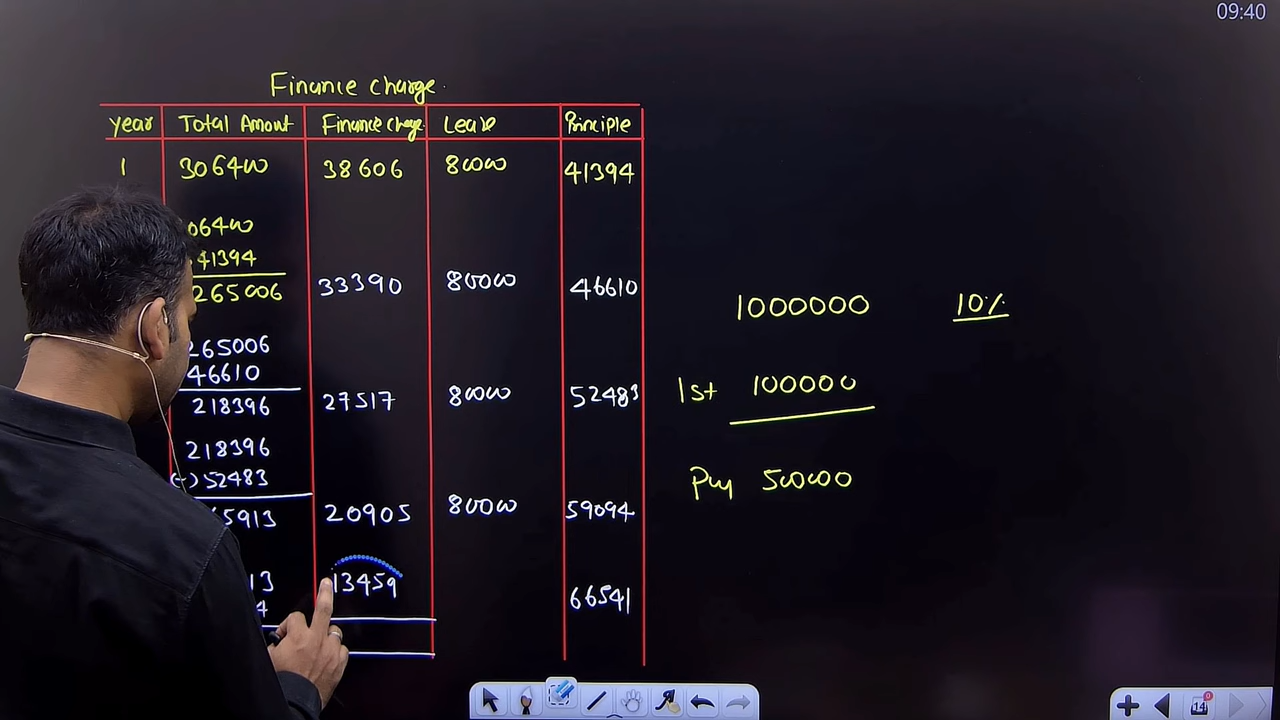 09:40
Finance charge
Year Total Amount Finance charge Lease Principle
1 306400 38606 80000 41394
06400
41394
265006 33390 80000 46610
265006
46610
218396 27517 80000 52483
218396
(-) 52483
5913 20905 80000 59094
13 13459 66541
4
1000000 10%
1st 100000
Pay 50000
14